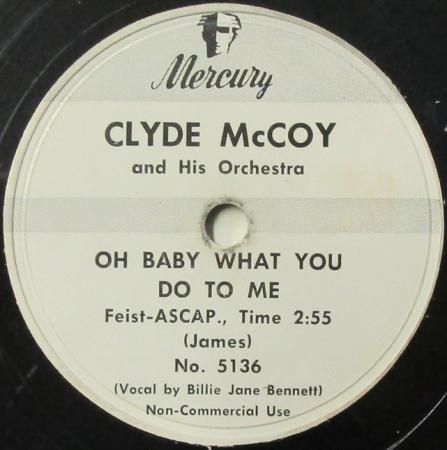 Mercury
CLYDE McCOY
and His Orchestra
OH BABY WHAT YOU
DO TO ME
Feist-ASCAP., Time 2:55
(James)
No. 5136
(Vocal by Billie Jane Bennett)
Non-Commercial Use